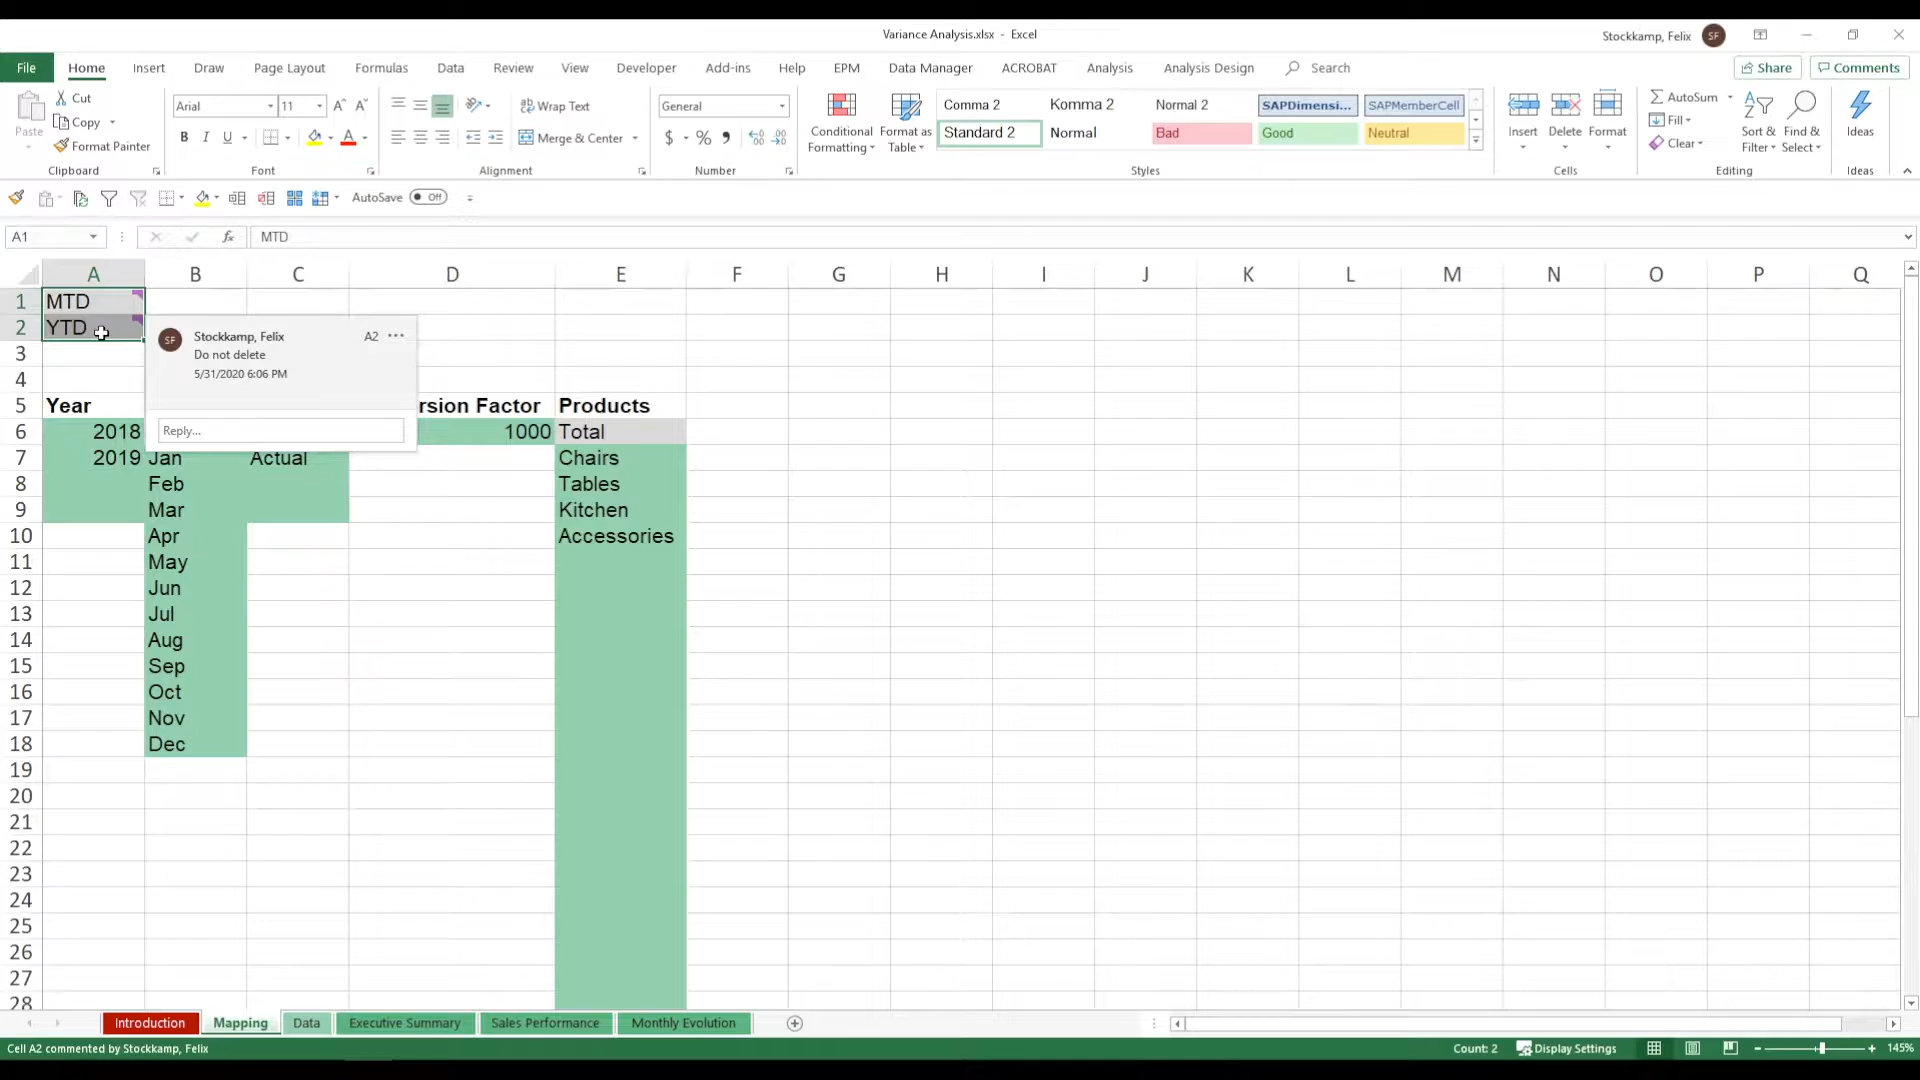 Variance Analysis.xlsx - Excel
Stockkamp, Felix SF
File Home Insert Draw Page Layout Formulas Data Review View Developer Add-ins Help EPM Data Manager ACROBAT Analysis Analysis Design Search Share Comments
Paste
Cut
Copy
Format Painter
Clipboard
Arial 11
B I U
Font
Wrap Text
Merge & Center
Alignment
General
$ % ,
Number
Conditional Formatting
Format as Table
Comma 2 Komma 2 Normal 2 SAPDimensi... SAPMemberCell
Standard 2 Normal Bad Good Neutral
Styles
Insert Delete Format
Cells
AutoSum
Fill
Clear
Sort & Filter
Find & Select
Editing
Ideas
Ideas
AutoSave Off
A1 fx MTD
A B C D E F G H I J K L M N O P Q
1 MTD
2 YTD
SF Stockkamp, Felix A2 ...
Do not delete
5/31/2020 6:06 PM
Reply...
3
4
5 Year rsion Factor Products
6 2018 1000 Total
7 2019 Jan Actual Chairs
8 Feb Tables
9 Mar Kitchen
10 Apr Accessories
11 May
12 Jun
13 Jul
14 Aug
15 Sep
16 Oct
17 Nov
18 Dec
19
20
21
22
23
24
25
26
27
28
Introduction Mapping Data Executive Summary Sales Performance Monthly Evolution
Cell A2 commented by Stockkamp, Felix Count: 2 Display Settings 145%